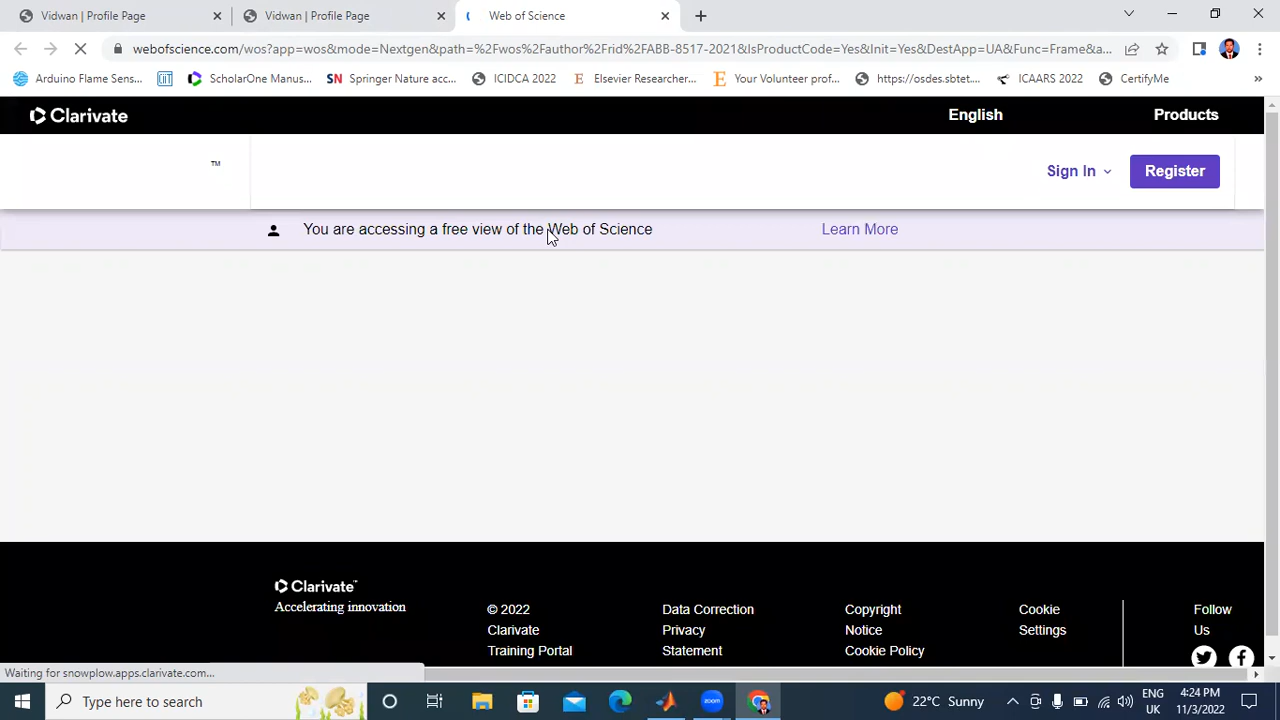 Vidwan | Profile Page
Vidwan | Profile Page
Web of Science
webofscience.com/wos?app=wos&mode=Nextgen&path=%2Fwos%2Fauthor%2Frid%2FABB-8517-2021&IsProductCode=Yes&Init=Yes&DestApp=UA&Func=Frame&a...
Arduino Flame Sens...
ScholarOne Manus...
SN Springer Nature acc...
ICIDCA 2022
E Elsevier Researcher...
E Your Volunteer prof...
https://osdes.sbtet....
ICAARS 2022
CertifyMe
»
Clarivate
English
Products
™
Sign In
Register
You are accessing a free view of the Web of Science
Learn More
Clarivate™
Accelerating innovation
© 2022
Clarivate
Training Portal
Data Correction
Privacy
Statement
Copyright
Notice
Cookie Policy
Cookie
Settings
Follow
Us
Waiting for snowplow.apps.clarivate.com...
Type here to search
zoom
22°C Sunny
ENG
UK
4:24 PM
11/3/2022